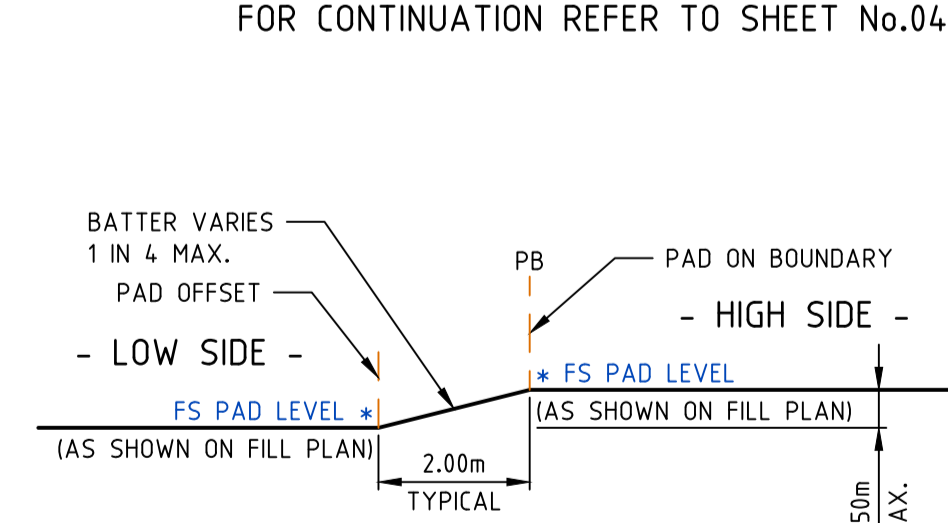 FOR CONTINUATION REFER TO SHEET No.04
BATTER VARIES
1 IN 4 MAX.
PAD OFFSET
- LOW SIDE -
FS PAD LEVEL *
(AS SHOWN ON FILL PLAN)
PB
PAD ON BOUNDARY
- HIGH SIDE -
* FS PAD LEVEL
(AS SHOWN ON FILL PLAN)
2.00m
TYPICAL